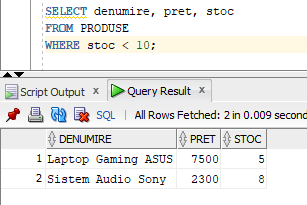 SELECT denumire, pret, stoc
FROM PRODUSE
WHERE stoc < 10;
Script Output x Query Result x
SQL | All Rows Fetched: 2 in 0.009 second
DENUMIRE PRET STOC
1 Laptop Gaming ASUS 7500 5
2 Sistem Audio Sony 2300 8